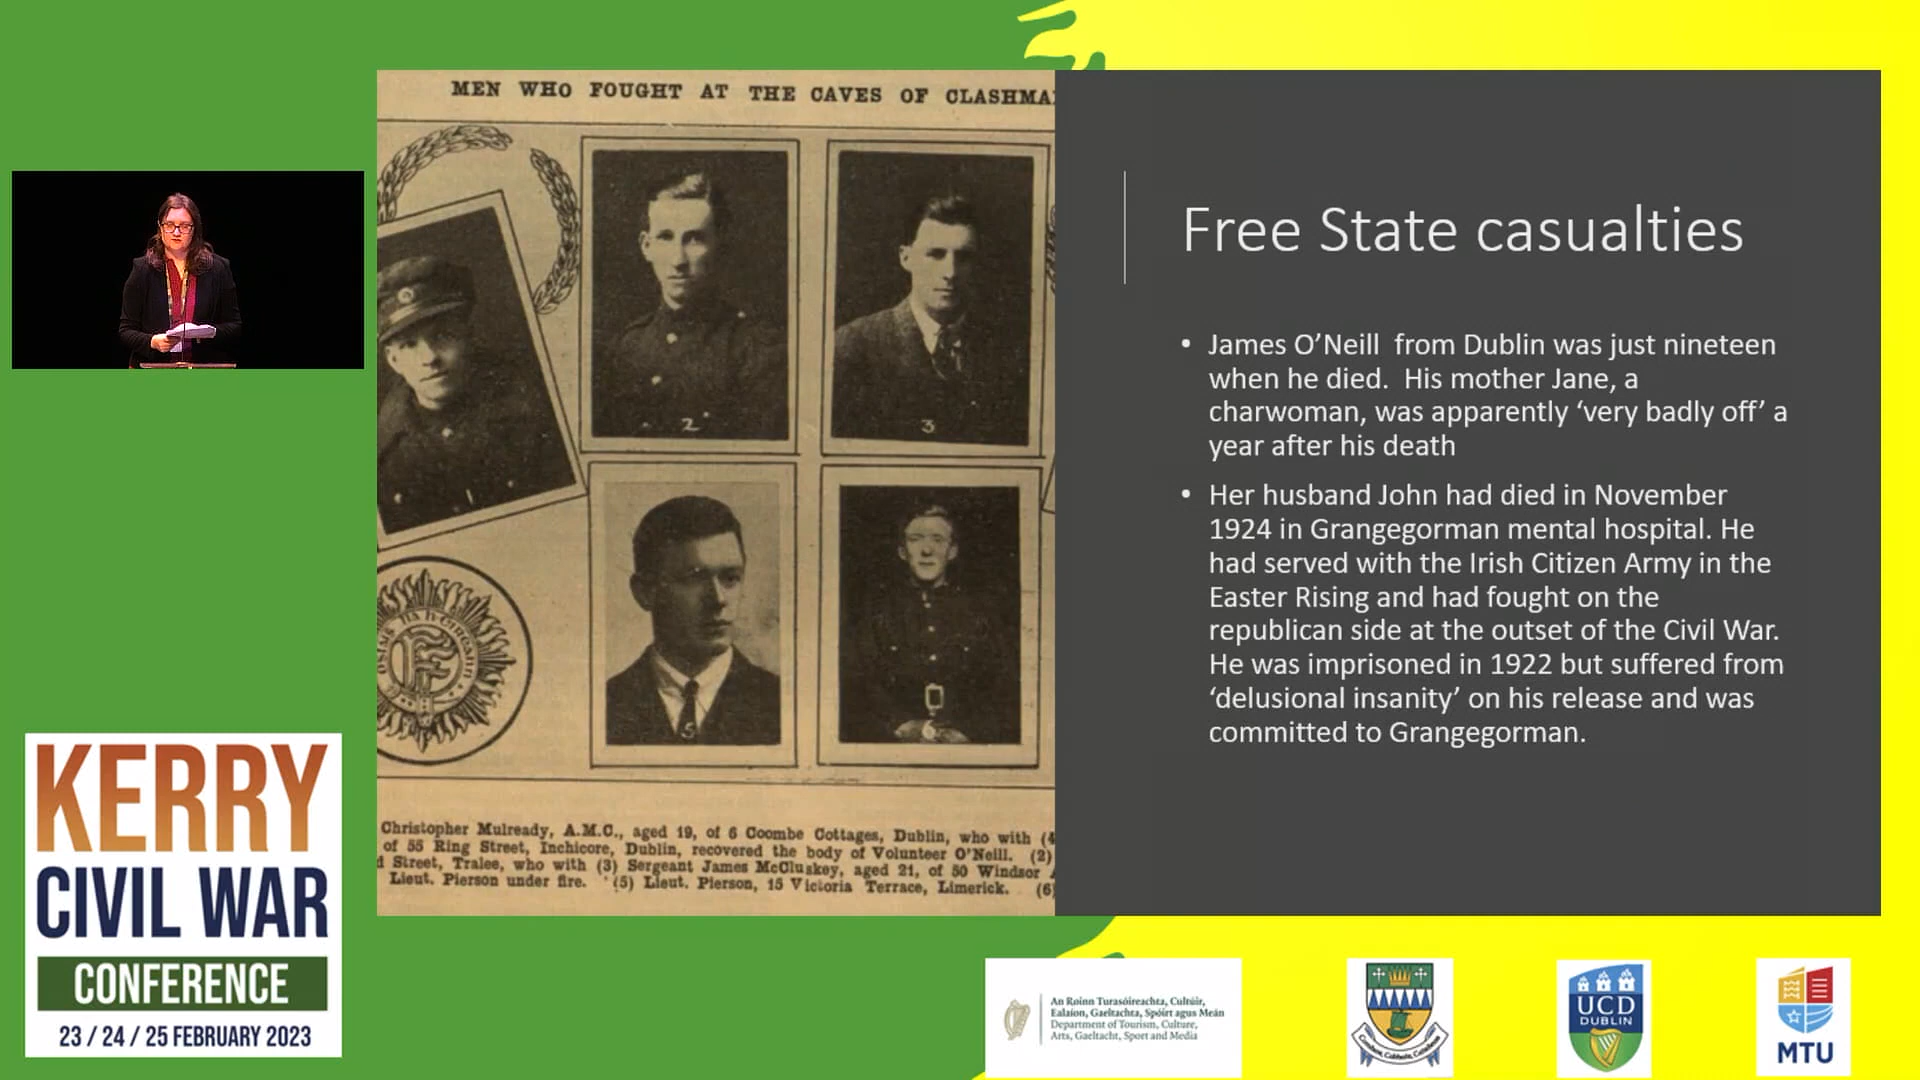 MEN WHO FOUGHT AT THE CAVES OF CLASHMA
2
3
5
6
Christopher Mulready, A.M.C., aged 19, of 6 Coombe Cottages, Dublin, who with (4
of 55 Ring Street, Inchicore, Dublin, recovered the body of Volunteer O'Neill. (2)
d Street, Tralee, who with (3) Sergeant James McCluskey, aged 21, of 50 Windsor
Lieut. Pierson under fire. (5) Lieut. Pierson, 15 Victoria Terrace, Limerick. (6)
Free State casualties
• James O’Neill from Dublin was just nineteen
when he died. His mother Jane, a
charwoman, was apparently ‘very badly off’ a
year after his death
• Her husband John had died in November
1924 in Grangegorman mental hospital. He
had served with the Irish Citizen Army in the
Easter Rising and had fought on the
republican side at the outset of the Civil War.
He was imprisoned in 1922 but suffered from
‘delusional insanity’ on his release and was
committed to Grangegorman.
KERRY
CIVIL WAR
CONFERENCE
23 / 24 / 25 FEBRUARY 2023
An Roinn Turasóireachta, Cultúir,
Ealaíon, Gaeltachta, Spóirt agus Meán
Department of Tourism, Culture,
Arts, Gaeltacht, Sport and Media
UCD
DUBLIN
MTU